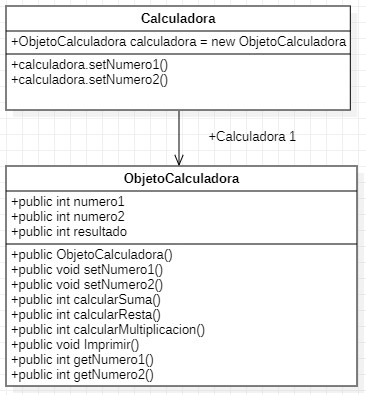 Calculadora
+ObjetoCalculadora calculadora = new ObjetoCalculadora
+calculadora.setNumero1()
+calculadora.setNumero2()
+Calculadora 1
ObjetoCalculadora
+public int numero1
+public int numero2
+public int resultado
+public ObjetoCalculadora()
+public void setNumero1()
+public void setNumero2()
+public int calcularSuma()
+public int calcularResta()
+public int calcularMultiplicacion()
+public void Imprimir()
+public int getNumero1()
+public int getNumero2()